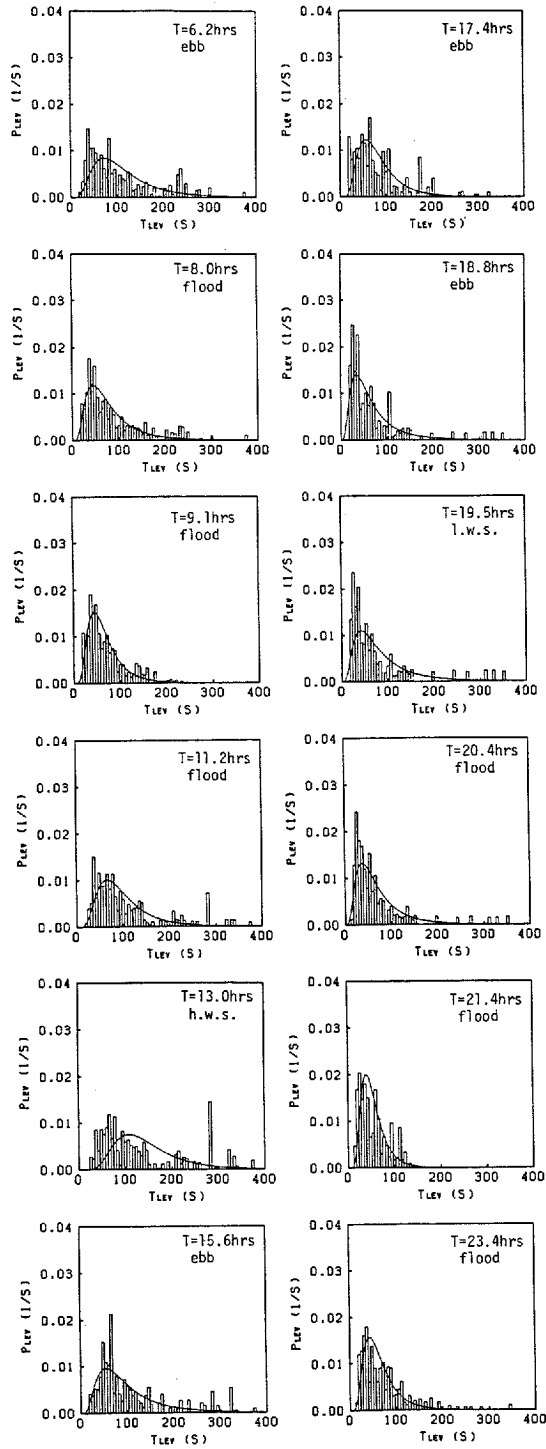 T=6.2hrs
ebb
0.04
0.03
0.02
0.01
0.00
PLEV (1/S)
0 100 200 300 400
TLEV (S)
T=17.4hrs
ebb
0.04
0.03
0.02
0.01
0.00
PLEV (1/S)
0 100 200 300 400
TLEV (S)
T=8.0hrs
flood
0.04
0.03
0.02
0.01
0.00
PLEV (1/S)
0 100 200 300 400
TLEV (S)
T=18.8hrs
ebb
0.04
0.03
0.02
0.01
0.00
PLEV (1/S)
0 100 200 300 400
TLEV (S)
T=9.1hrs
flood
0.04
0.03
0.02
0.01
0.00
PLEV (1/S)
0 100 200 300 400
TLEV (S)
T=19.5hrs
l.w.s.
0.04
0.03
0.02
0.01
0.00
PLEV (1/S)
0 100 200 300 400
TLEV (S)
T=11.2hrs
flood
0.04
0.03
0.02
0.01
0.00
PLEV (1/S)
0 100 200 300 400
TLEV (S)
T=20.4hrs
flood
0.04
0.03
0.02
0.01
0.00
PLEV (1/S)
0 100 200 300 400
TLEV (S)
T=13.0hrs
h.w.s.
0.04
0.03
0.02
0.01
0.00
PLEV (1/S)
0 100 200 300 400
TLEV (S)
T=21.4hrs
flood
0.04
0.03
0.02
0.01
0.00
PLEV (1/S)
0 100 200 300 400
TLEV (S)
T=15.6hrs
ebb
0.04
0.03
0.02
0.01
0.00
PLEV (1/S)
0 100 200 300 400
TLEV (S)
T=23.4hrs
flood
0.04
0.03
0.02
0.01
0.00
PLEV (1/S)
0 100 200 300 400
TLEV (S)